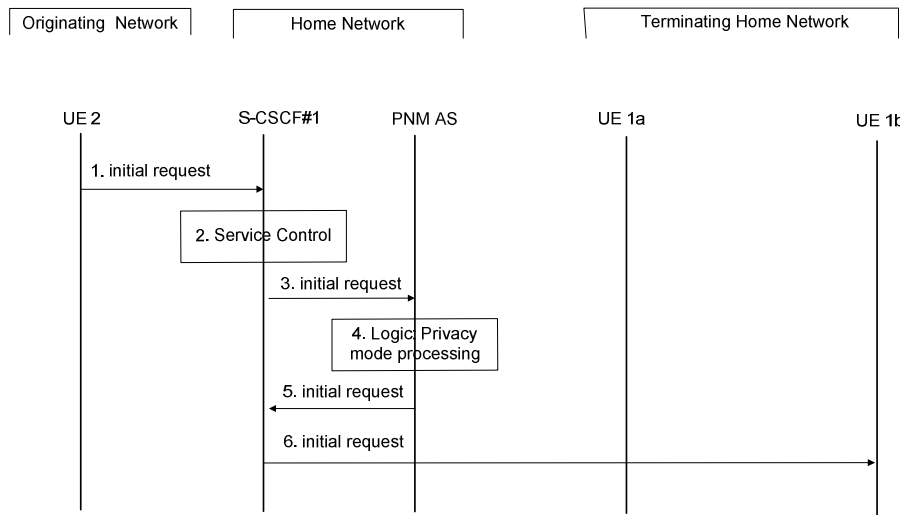 Originating Network
Home Network
Terminating Home Network
UE 2
S-CSCF#1
PNM AS
UE 1a
UE 1b
1. initial request
2. Service Control
3. initial request
4. Logic: Privacy
mode processing
5. initial request
6. initial request